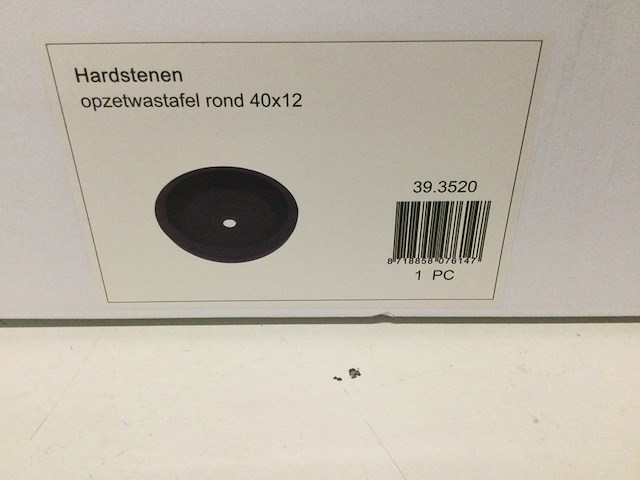 Hardstenen
opzetwastafel rond 40x12
39.3520
8 718858 076147
1 PC